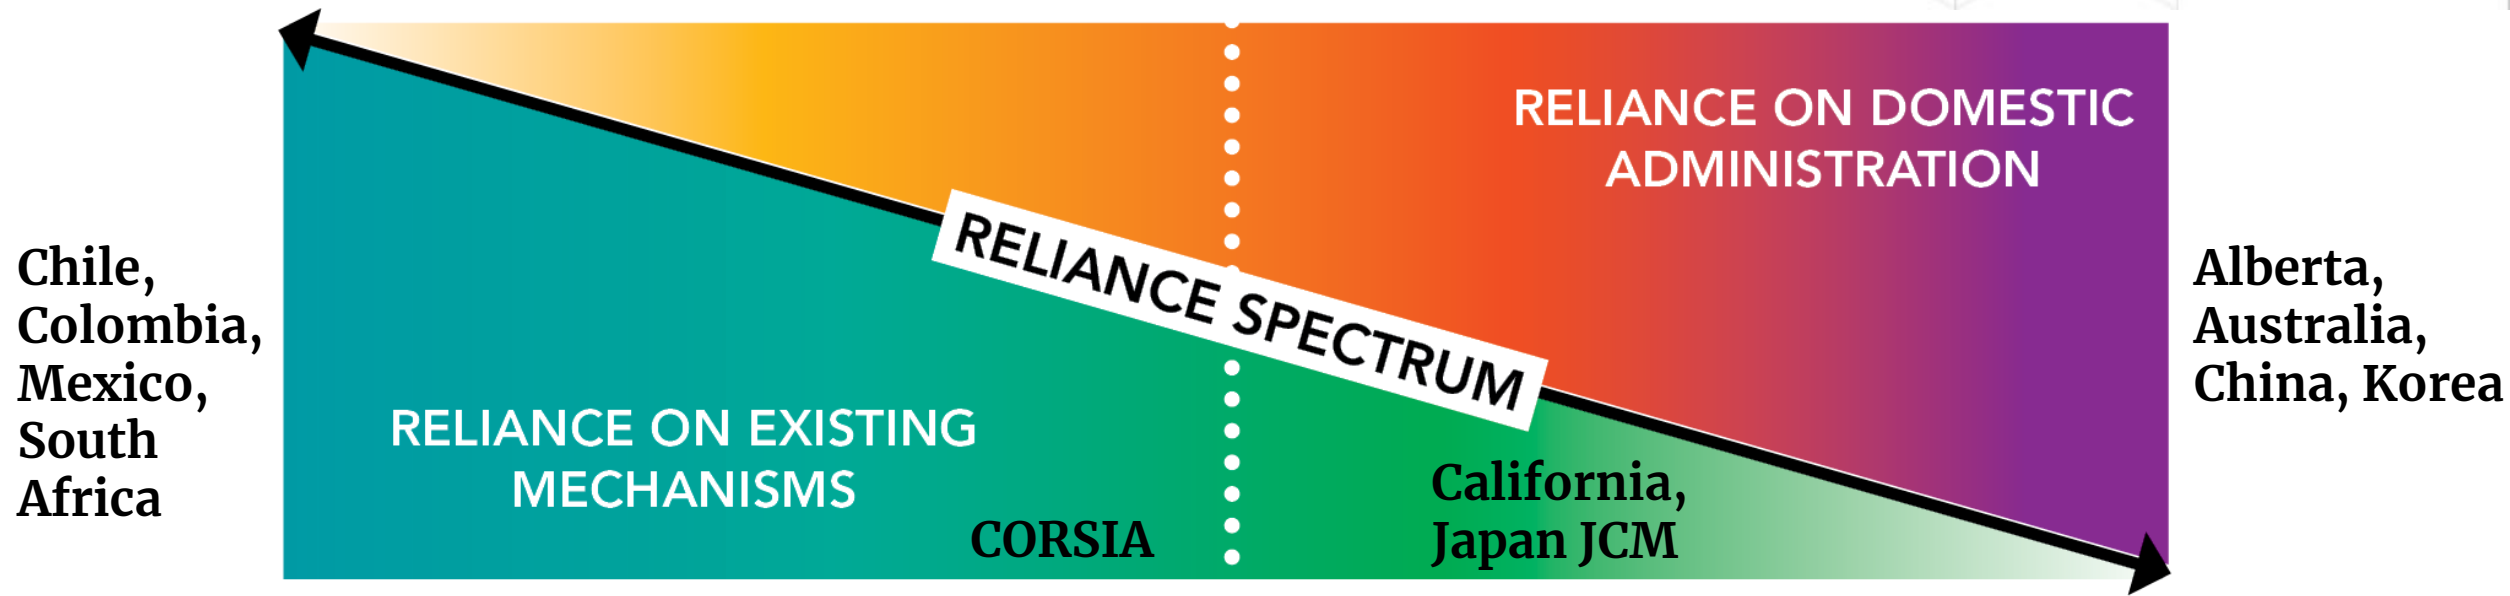 RELIANCE ON DOMESTIC
ADMINISTRATION
RELIANCE SPECTRUM
Chile,
Colombia,
Mexico,
South
Africa
Alberta,
Australia,
China, Korea
RELIANCE ON EXISTING
MECHANISMS
CORSIA
California,
Japan JCM